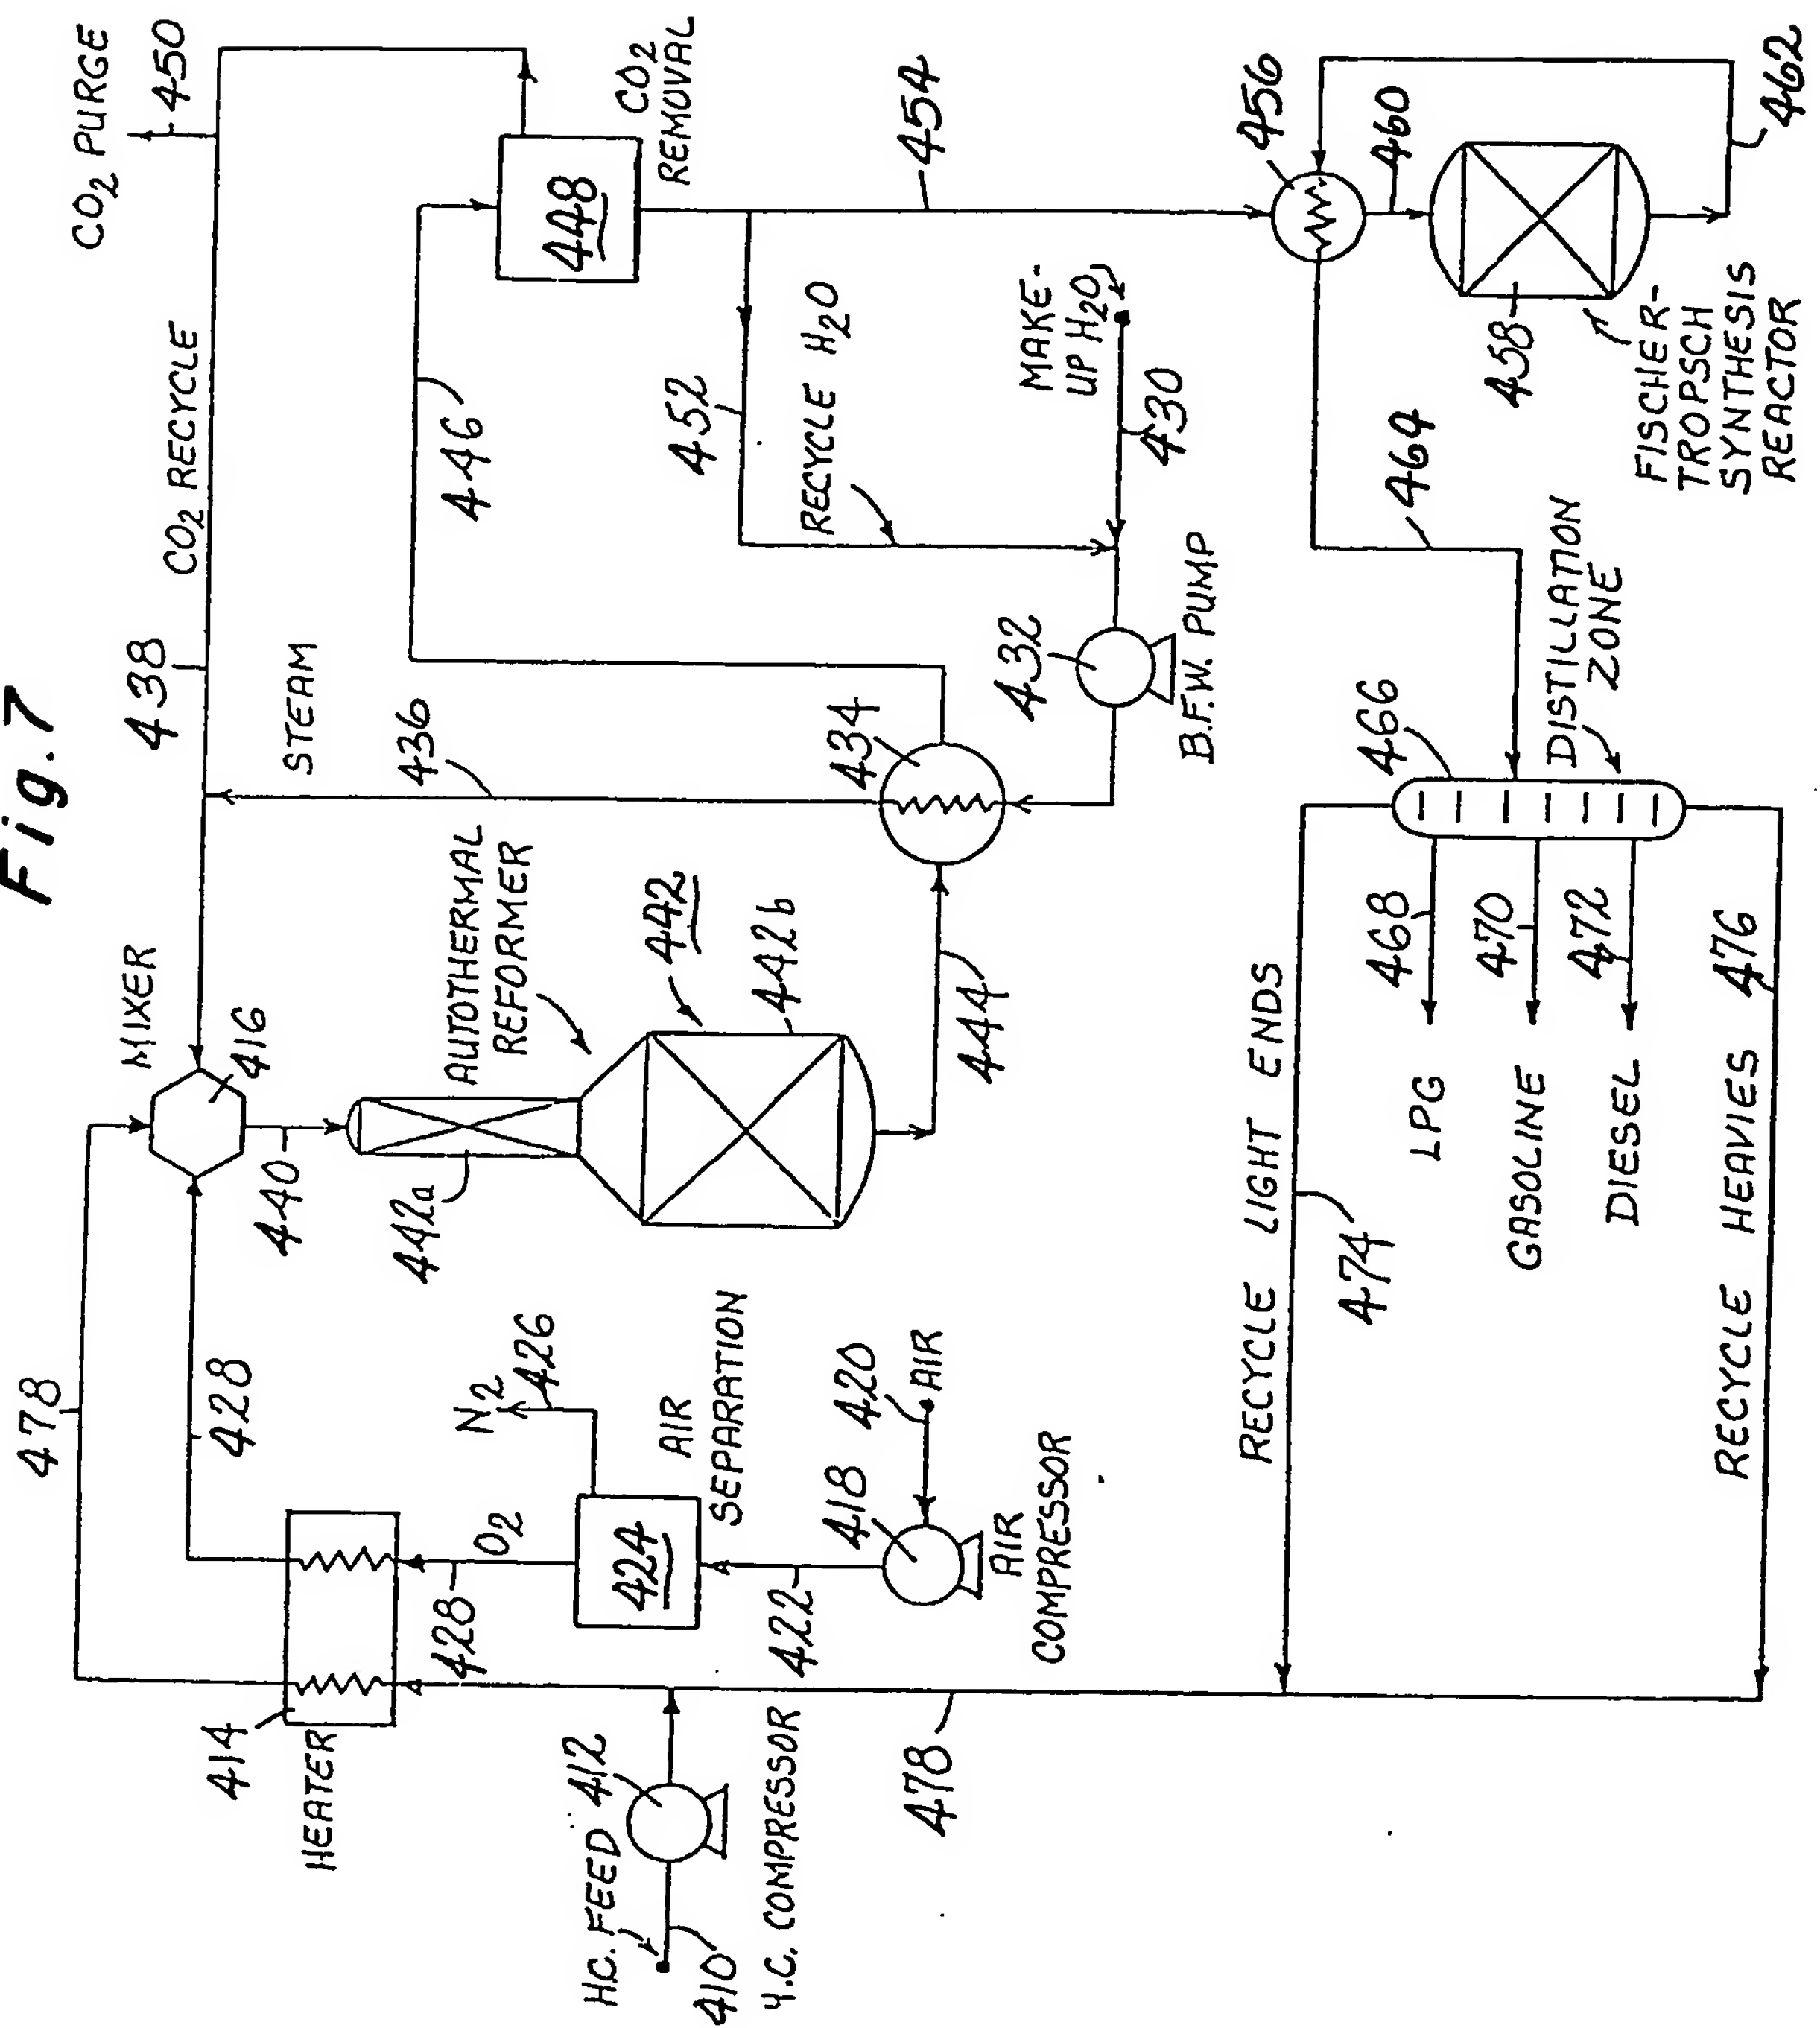 Fig. 7
CO2 PURGE
450
438
CO2 RECYCLE
478
MIXER
416
STEAM
436
446
448
CO2
REMOVAL
428
440
442a
AUTOTHERMAL
REFORMER
442
442b
444
434
452
RECYCLE H2O
454
MAKE-
UP H2O
430
432
B.F.W. PUMP
414
HEATER
428
O2
N2
426
424
AIR
SEPARATION
422
418
420
AIR
AIR
COMPRESSOR
H.C. FEED
412
410
H.C. COMPRESSOR
478
456
460
462
458
FISCHER-
TROPSCH
SYNTHESIS
REACTOR
464
466
DISTILLATION
ZONE
468
LPG
470
GASOLINE
472
DIESEL
RECYCLE LIGHT ENDS
474
RECYCLE HEAVIES
476